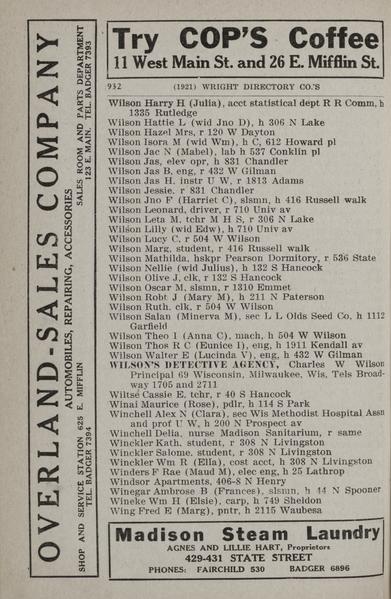 Try COP'S Coffee
11 West Main St. and 26 E. Mifflin St.
932 (1921) WRIGHT DIRECTORY CO.'S
Wilson Harry H (Julia), acct statistical dept R R Comm, h
1335 Rutledge
Wilson Hattie L (wid Jno D), h 306 N Lake
Wilson Hazel Mrs, r 120 W Dayton
Wilson Isora M (wid Wm), h C, 612 Howard pl
Wilson Jac N (Mabel), lab h 537 Conklin pl
Wilson Jas, elev opr, h 831 Chandler
Wilson Jas B, eng, r 432 W Gilman
Wilson Jas H, instr U W, r 1813 Adams
Wilson Jessie, r 831 Chandler
Wilson Jno F (Harriet C), slsmn, h 416 Russell walk
Wilson Leonard, driver, r 710 Univ av
Wilson Leta M, tchr M H S, r 306 N Lake
Wilson Lilly (wid Edw), h 710 Univ av
Wilson Lucy C, r 504 W Wilson
Wilson Marg, student, r 416 Russell walk
Wilson Mathilda, hskpr Pearson Dormitory, r 536 State
Wilson Nellie (wid Julius), h 132 S Hancock
Wilson Olive J, clk, r 132 S Hancock
Wilson Oscar M, slsmn, r 1310 Emmet
Wilson Robt J (Mary M), h 211 N Paterson
Wilson Ruth, clk, r 504 W Wilson
Wilson Salan (Minerva M), sec L L Olds Seed Co, h 1112
Garfield
Wilson Theo I (Anna C), mach, h 504 W Wilson
Wilson Thos R C (Eunice I), eng, h 1911 Kendall av
Wilson Walter E (Lucinda V), eng, h 432 W Gilman
WILSON'S DETECTIVE AGENCY, Charles W Wilson
Principal 69 Wisconsin, Milwaukee, Wis, Tels Broad-
way 1705 and 2711
Wiltse Cassie E, tchr, r 40 S Hancock
Winai Maurice (Rose), pdlr, h 114 S Park
Winchell Alex N (Clara), sec Wis Methodist Hospital Assn
and prof U W, h 200 N Prospect av
Winchell Delia, nurse Madison Sanitarium, r same
Winckler Kath, student, r 308 N Livingston
Winckler Salome, student, r 308 N Livingston
Winckler Wm R (Ella), cost acct, h 308 N Livingston
Winders F Rae (Maud M), elec eng, h 25 Lathrop
Windsor Apartments, 406-8 N Henry
Winegar Ambrose B (Frances), slsmn, h 44 N Spooner
Wineke Wm H (Elsie), carp, h 749 Sheldon
Wing Fred E (Marg), pntr, h 2115 Waubesa
Madison Steam Laundry
AGNES AND LILLIE HART, Proprietors
429-431 STATE STREET
PHONES: FAIRCHILD 530 BADGER 6896
OVERLAND-SALES COMPANY
AUTOMOBILES, REPAIRING, ACCESSORIES
SHOP AND SERVICE STATION 625 E. MIFFLIN
TEL. BADGER 7394
SALES ROOM AND PARTS DEPARTMENT
123 E. MAIN. TEL. BADGER 7393